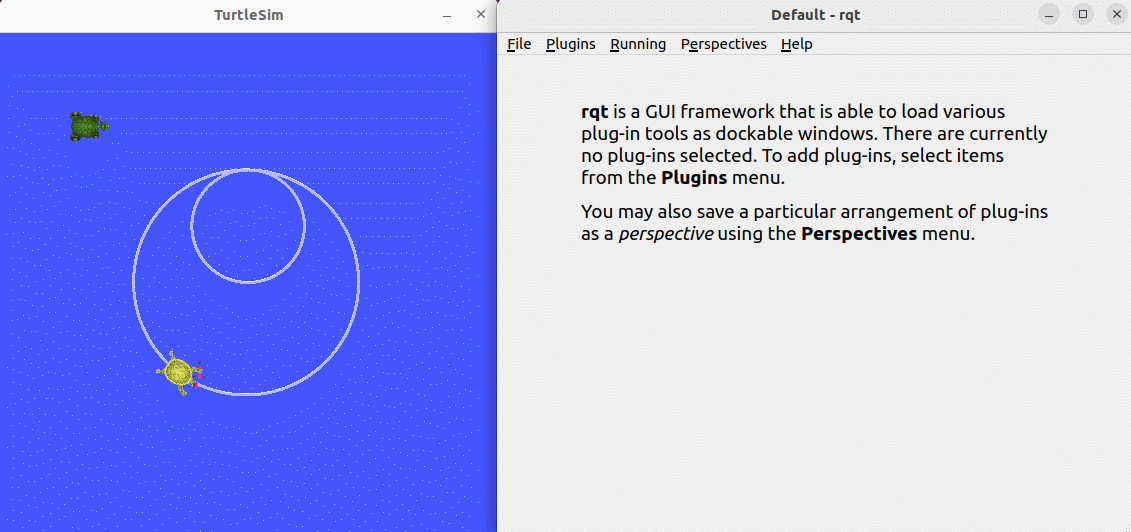 TurtleSim
Default - rqt
File Plugins Running Perspectives Help
rqt is a GUI framework that is able to load various
plug-in tools as dockable windows. There are currently
no plug-ins selected. To add plug-ins, select items
from the Plugins menu.
You may also save a particular arrangement of plug-ins
as a perspective using the Perspectives menu.